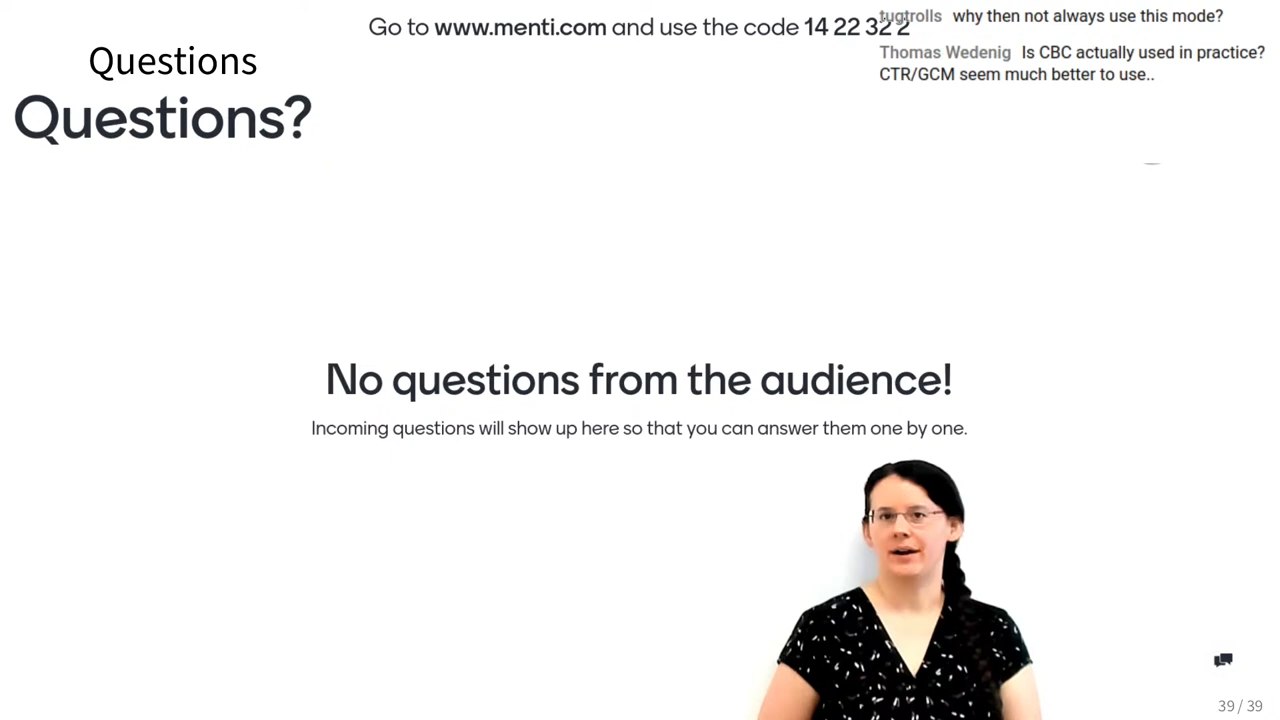 Go to www.menti.com and use the code 14 22 32 2
tugtrolls why then not always use this mode?
Thomas Wedenig Is CBC actually used in practice?
CTR/GCM seem much better to use..
Questions
Questions?
No questions from the audience!
Incoming questions will show up here so that you can answer them one by one.
39 / 39